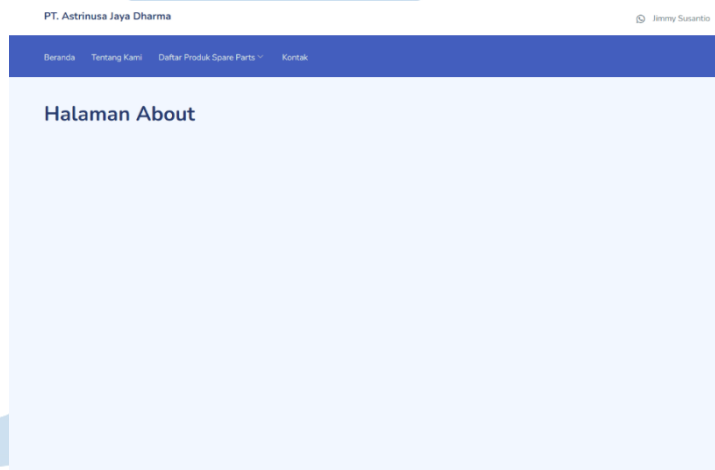 PT. Astrinusa Jaya Dharma
Jimmy Susantio
Beranda Tentang Kami Daftar Produk Spare Parts Kontak
Halaman About